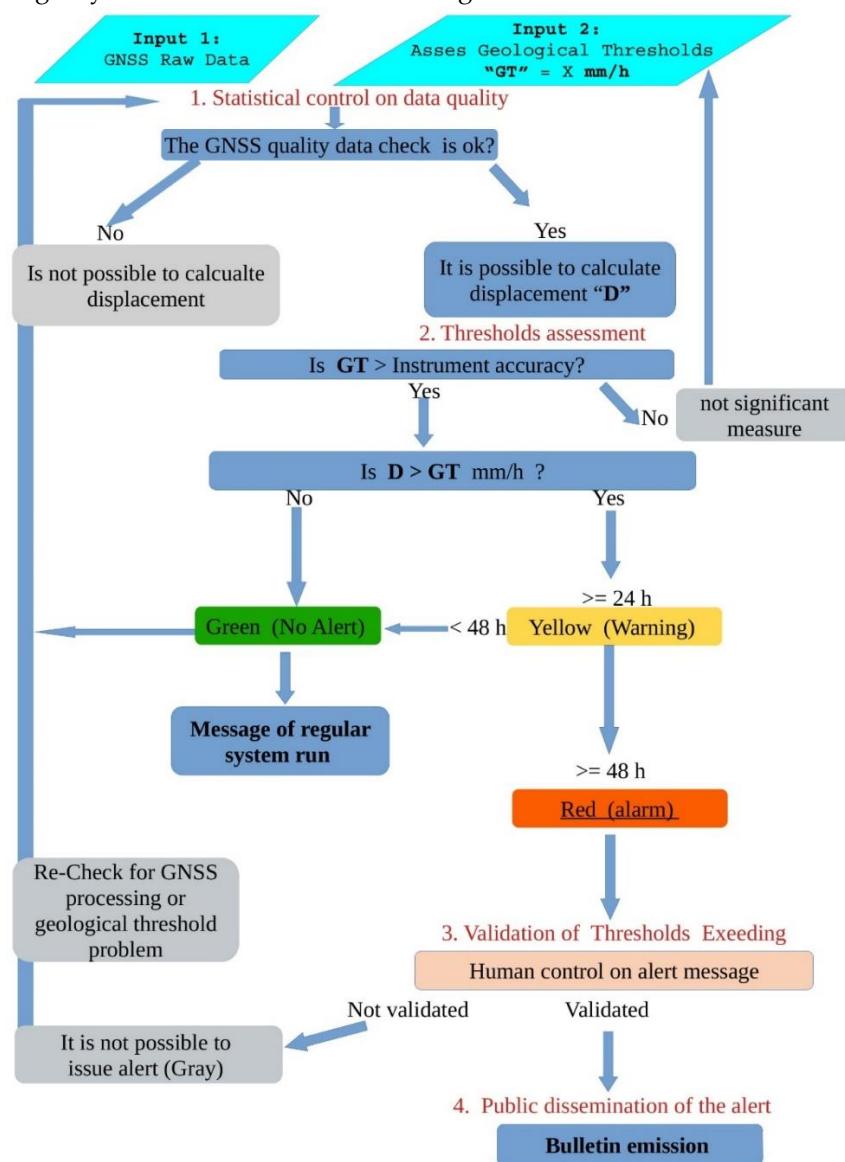 Input 1:
GNSS Raw Data
Input 2:
Asses Geological Thresholds
“GT” = X mm/h
1. Statistical control on data quality
The GNSS quality data check is ok?
No
Yes
Is not possible to calcualte
displacement
It is possible to calculate
displacement “D”
2. Thresholds assessment
Is GT > Instrument accuracy?
Yes
No
not significant
measure
Is D > GT mm/h ?
No
Yes
>= 24 h
Green (No Alert)
< 48 h
Yellow (Warning)
Message of regular
system run
>= 48 h
Red (alarm)
Re-Check for GNSS
processing or
geological threshold
problem
3. Validation of Thresholds Exeeding
Human control on alert message
Not validated
Validated
It is not possible to
issue alert (Gray)
4. Public dissemination of the alert
Bulletin emission